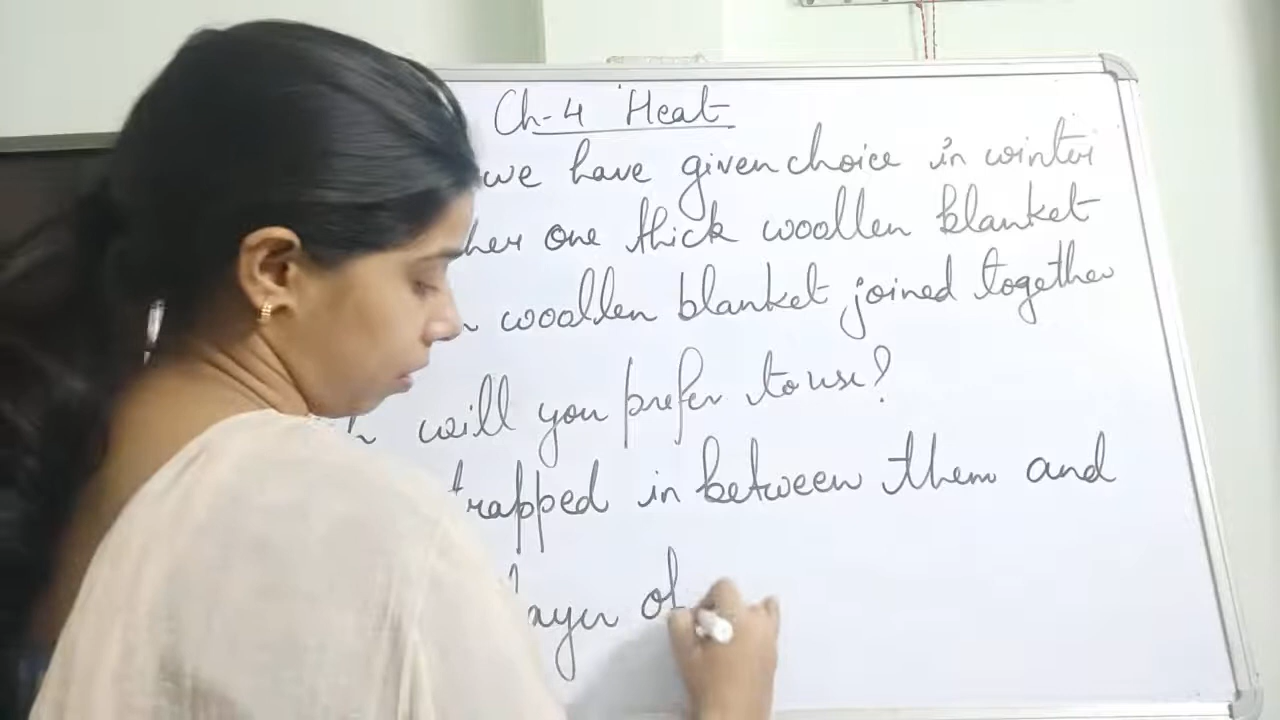 Ch-4 Heat
we have given choice in winter
her one thick woollen blanket
woollen blanket joined together
h will you prefer to use?
trapped in between them and
layer of